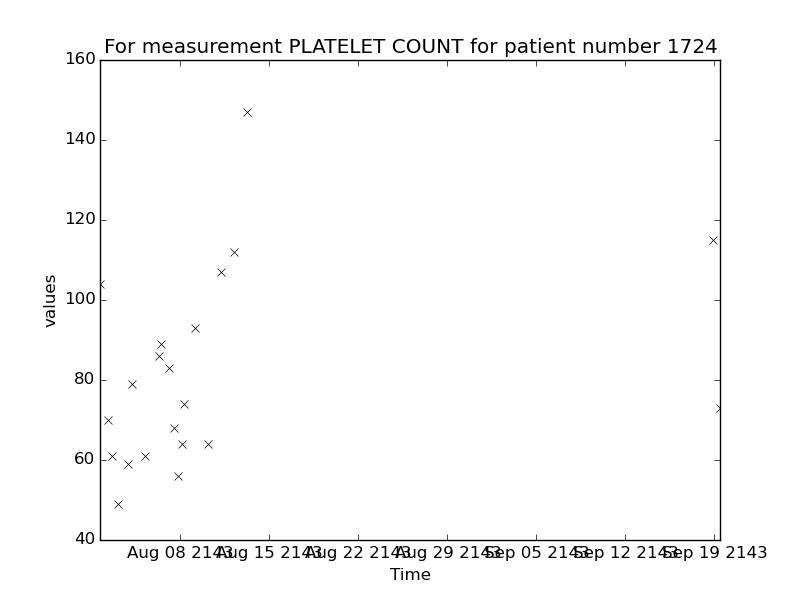 For measurement PLATELET COUNT for patient number 1724
160
140
120
100
80
60
40
values
Aug 08 2143 Aug 15 2143 Aug 22 2143 Aug 29 2143 Sep 05 2143 Sep 12 2143 Sep 19 2143
Time